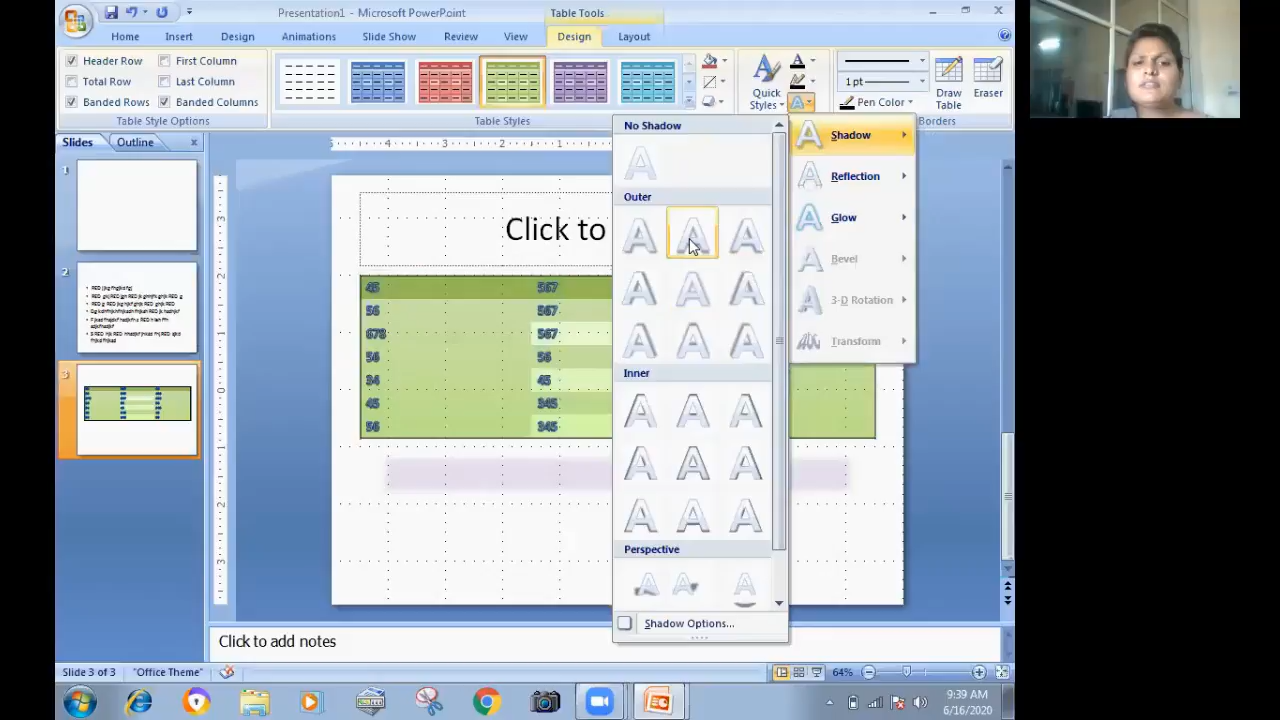 Presentation1 - Microsoft PowerPoint
Table Tools
Home
Insert
Design
Animations
Slide Show
Review
View
Design
Layout
Header Row
First Column
Total Row
Last Column
Banded Rows
Banded Columns
Table Style Options
Table Styles
Quick Styles
1 pt
Pen Color
Draw Table
Eraser
Borders
Slides
Outline
No Shadow
Outer
Inner
Perspective
Shadow Options...
Shadow
Reflection
Glow
Bevel
3-D Rotation
Transform
1
2
3
Click to
45 567
56 567
678 567
56 56
34 45
45 345
56 345
Click to add notes
Slide 3 of 3
"Office Theme"
64%
9:39 AM
6/16/2020